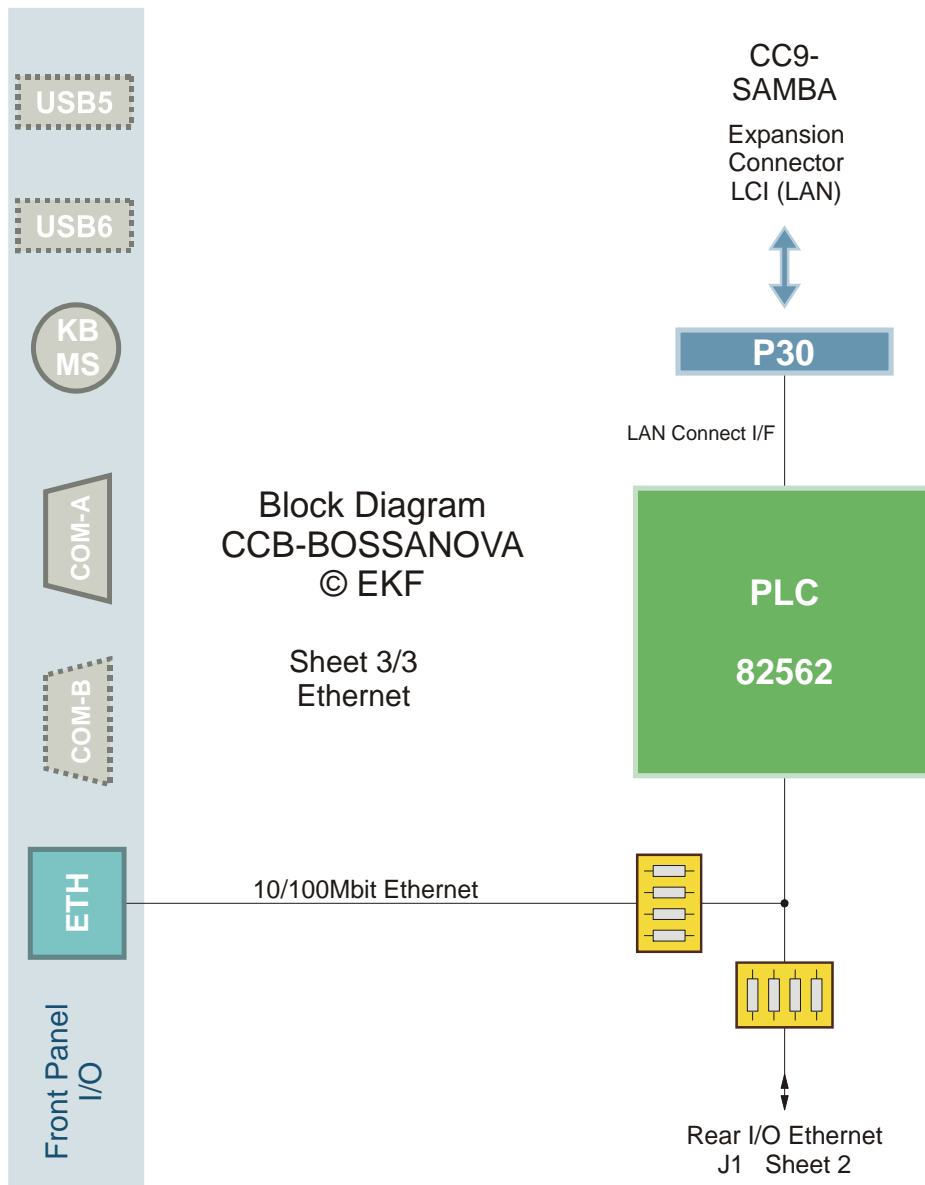 USB5
USB6
KB
MS
COM-A
COM-B
ETH
Front Panel
I/O
CC9-
SAMBA
Expansion
Connector
LCI (LAN)
P30
LAN Connect I/F
Block Diagram
CCB-BOSSANOVA
© EKF
Sheet 3/3
Ethernet
PLC
82562
10/100Mbit Ethernet
Rear I/O Ethernet
J1 Sheet 2